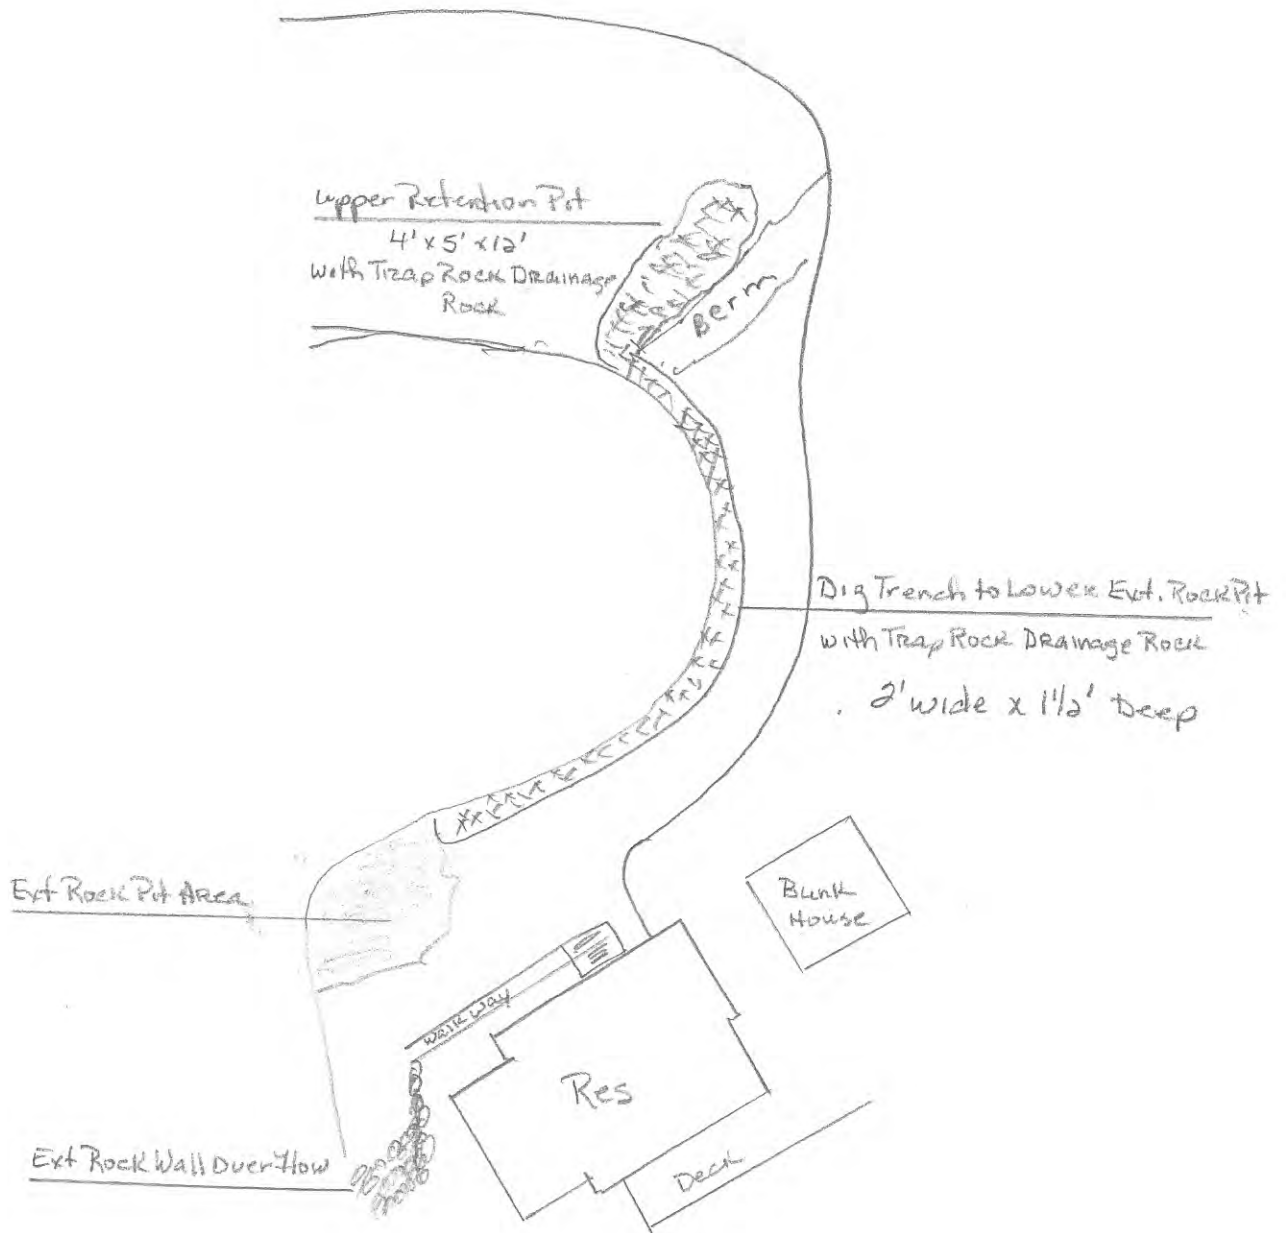 Upper Retention Pit
4' x 5' x 12'
with Trap Rock Drainage
Rock
Berm
Dig Trench to Lower Ext. Rock Pit
with Trap Rock Drainage Rock
2' wide x 1 1/2' Deep
Ext Rock Pit Area
Bunk
House
Walk Way
Res
Ext Rock Wall Over Flow
Deck